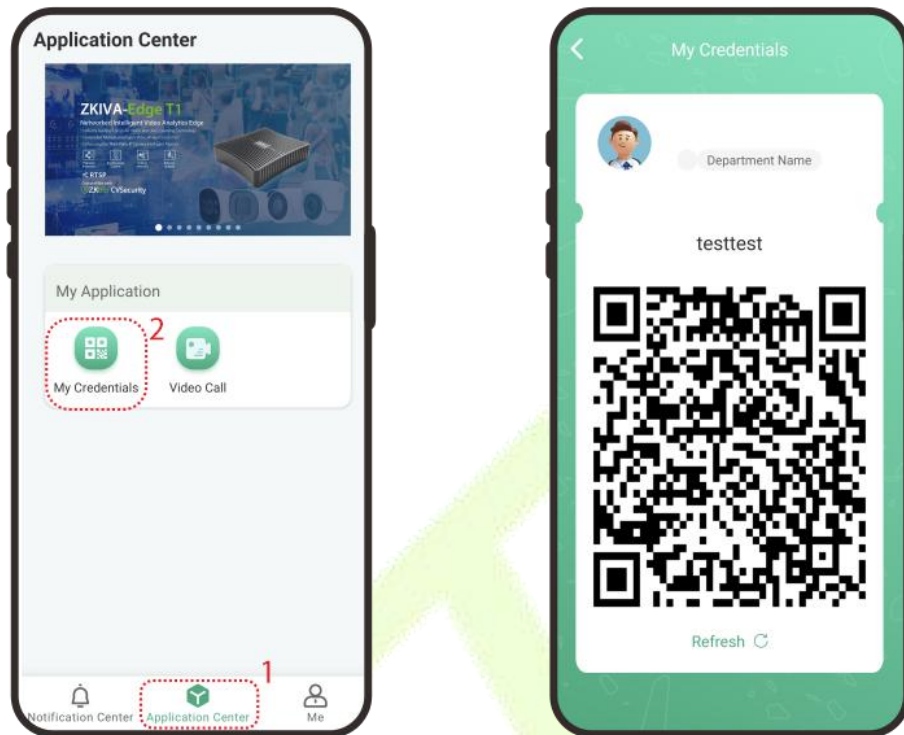 Application Center
ZKIVA-Edge T1
Networked Intelligent Video Analytics Edge
RTSP
CVSecurity
My Application
2
My Credentials
Video Call
1
Notification Center
Application Center
Me
My Credentials
Department Name
testtest
Refresh